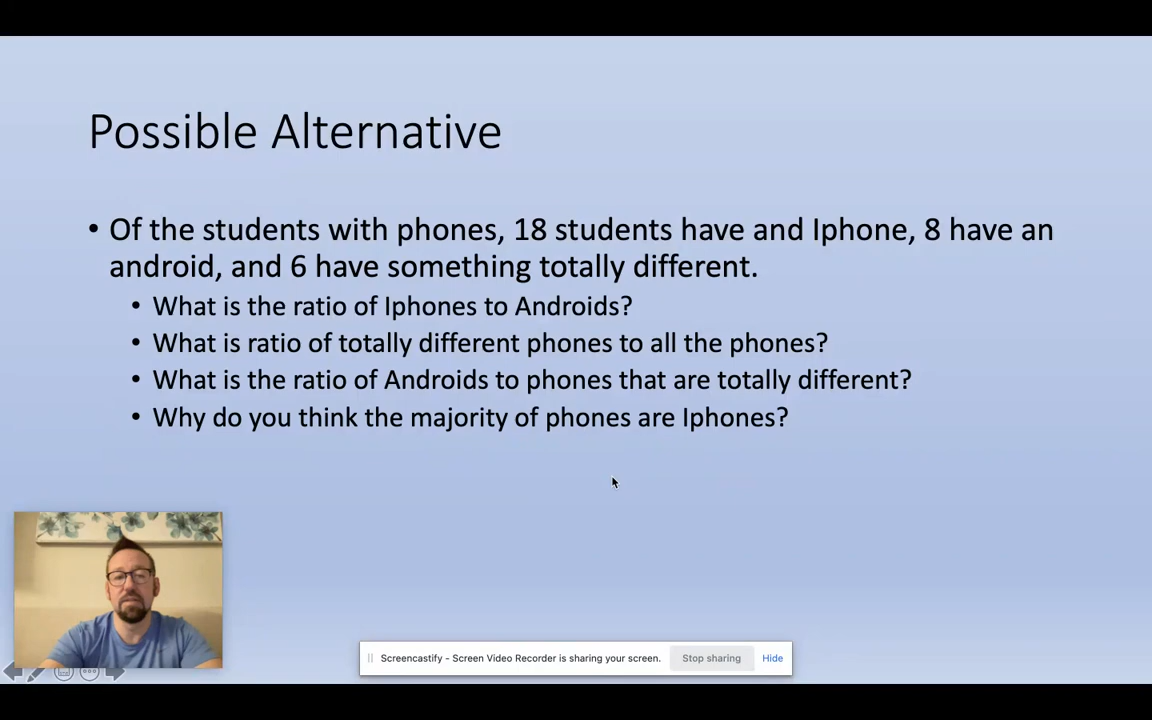 Possible Alternative
• Of the students with phones, 18 students have and Iphone, 8 have an
android, and 6 have something totally different.
• What is the ratio of Iphones to Androids?
• What is ratio of totally different phones to all the phones?
• What is the ratio of Androids to phones that are totally different?
• Why do you think the majority of phones are Iphones?
Screencastify - Screen Video Recorder is sharing your screen. Stop sharing Hide